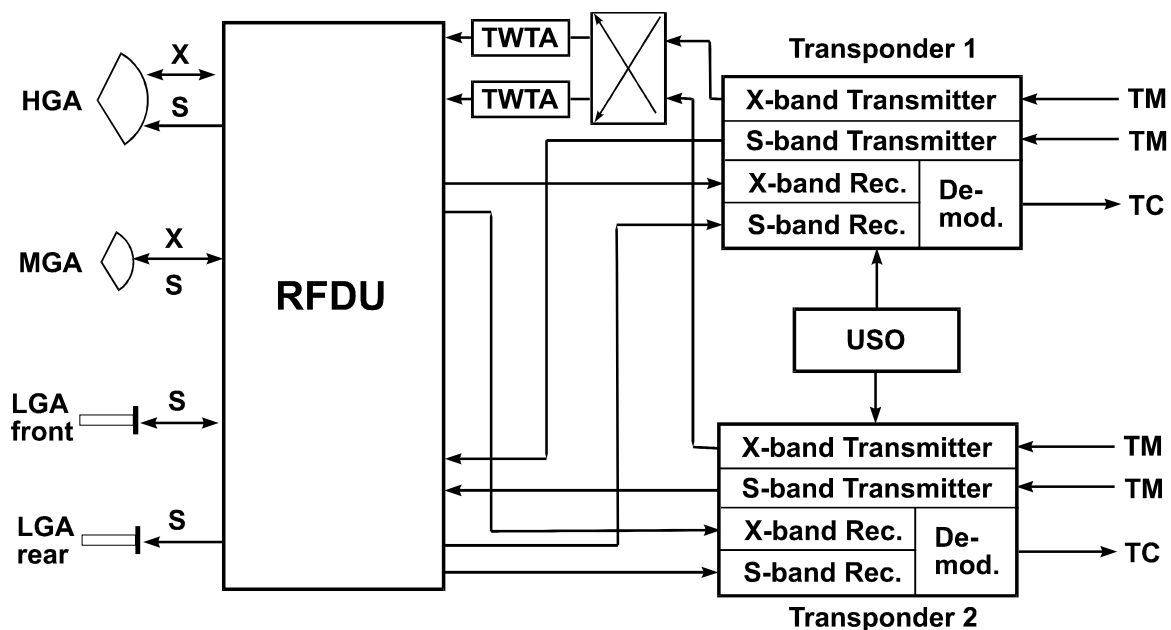 TWTA
TWTA
Transponder 1
HGA
X
S
X-band Transmitter
TM
S-band Transmitter
TM
X-band Rec.
S-band Rec.
De-
mod.
TC
MGA
X
S
RFDU
USO
LGA
front
S
LGA
rear
S
X-band Transmitter
TM
S-band Transmitter
TM
X-band Rec.
S-band Rec.
De-
mod.
TC
Transponder 2